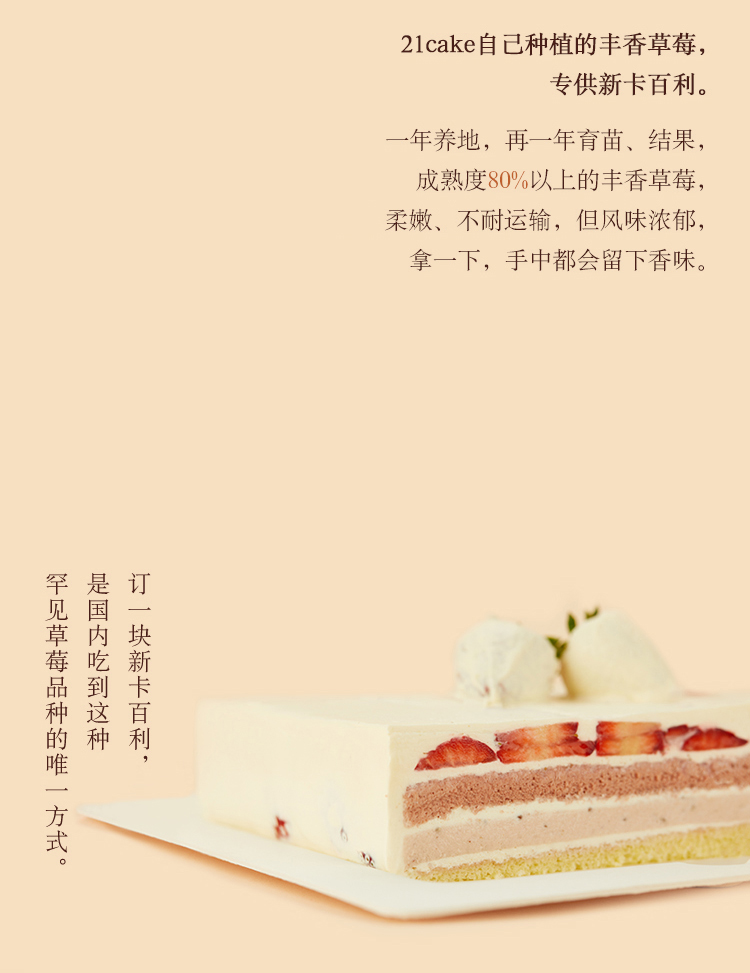 21cake自己种植的丰香草莓，
专供新卡百利。
一年养地，再一年育苗、结果，
成熟度80%以上的丰香草莓，
柔嫩、不耐运输，但风味浓郁，
拿一下，手中都会留下香味。
订一块新卡百利，
是国内吃到这种
罕见草莓品种的唯一方式。